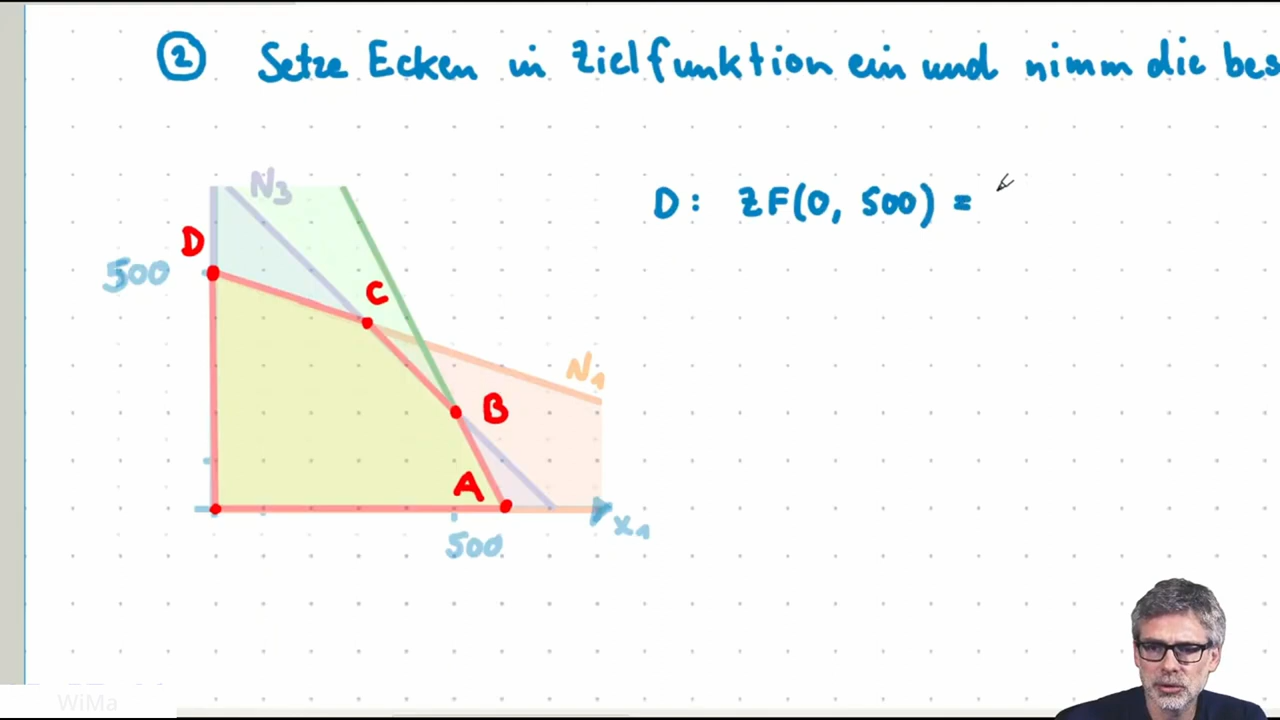 ② Setze Ecken in Zielfunktion ein und nimm die bes
N3
D: ZF(0, 500) =
D
500
C
N1
B
A
x1
500
WiMa